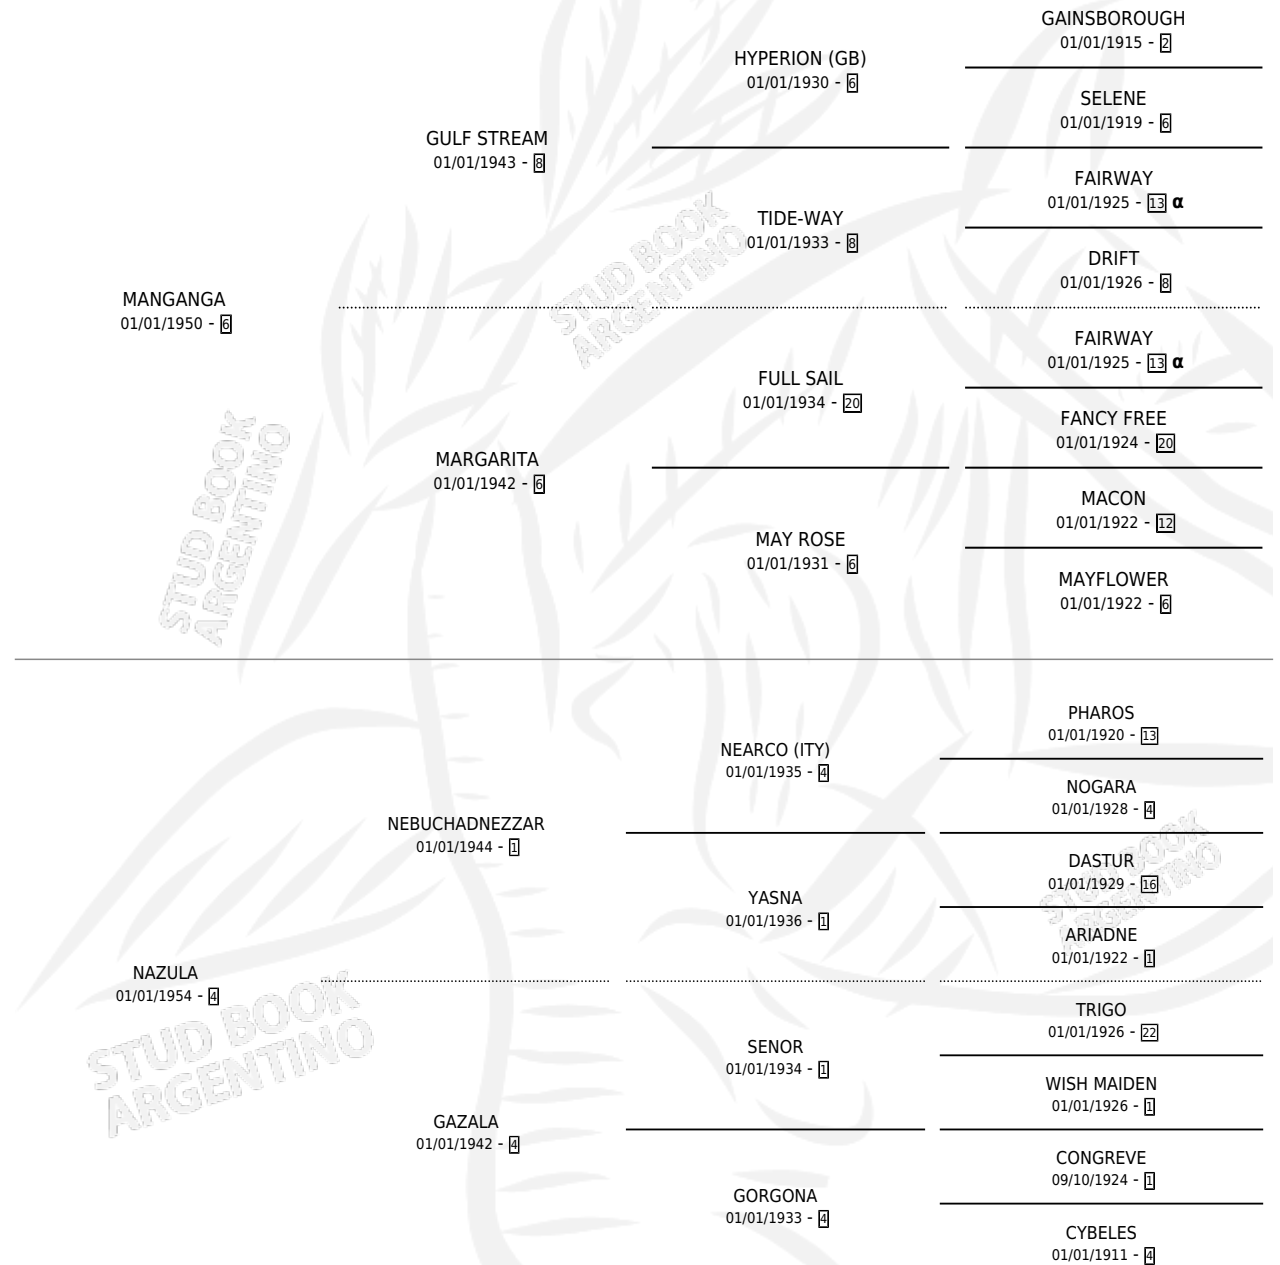 GAINSBOROUGH
01/01/1915 - 2
HYPERION (GB)
01/01/1930 - 6
SELENE
01/01/1919 - 6
GULF STREAM
01/01/1943 - 8
FAIRWAY
01/01/1925 - 13 α
TIDE-WAY
01/01/1933 - 8
DRIFT
01/01/1926 - 8
MANGANGA
01/01/1950 - 6
FAIRWAY
01/01/1925 - 13 α
FULL SAIL
01/01/1934 - 20
FANCY FREE
01/01/1924 - 20
MARGARITA
01/01/1942 - 6
MACON
01/01/1922 - 12
MAY ROSE
01/01/1931 - 6
MAYFLOWER
01/01/1922 - 6
PHAROS
01/01/1920 - 13
NEARCO (ITY)
01/01/1935 - 4
NOGARA
01/01/1928 - 4
NEBUCHADNEZZAR
01/01/1944 - 1
DASTUR
01/01/1929 - 16
YASNA
01/01/1936 - 1
ARIADNE
01/01/1922 - 1
NAZULA
01/01/1954 - 4
TRIGO
01/01/1926 - 22
SENOR
01/01/1934 - 1
WISH MAIDEN
01/01/1926 - 1
GAZALA
01/01/1942 - 4
CONGREVE
09/10/1924 - 1
GORGONA
01/01/1933 - 4
CYBELES
01/01/1911 - 4
STUD BOOK
ARGENTINO
STUD BOOK
ARGENTINO
STUD BOOK
ARGENTINO
STUD BOOK
ARGENTINO